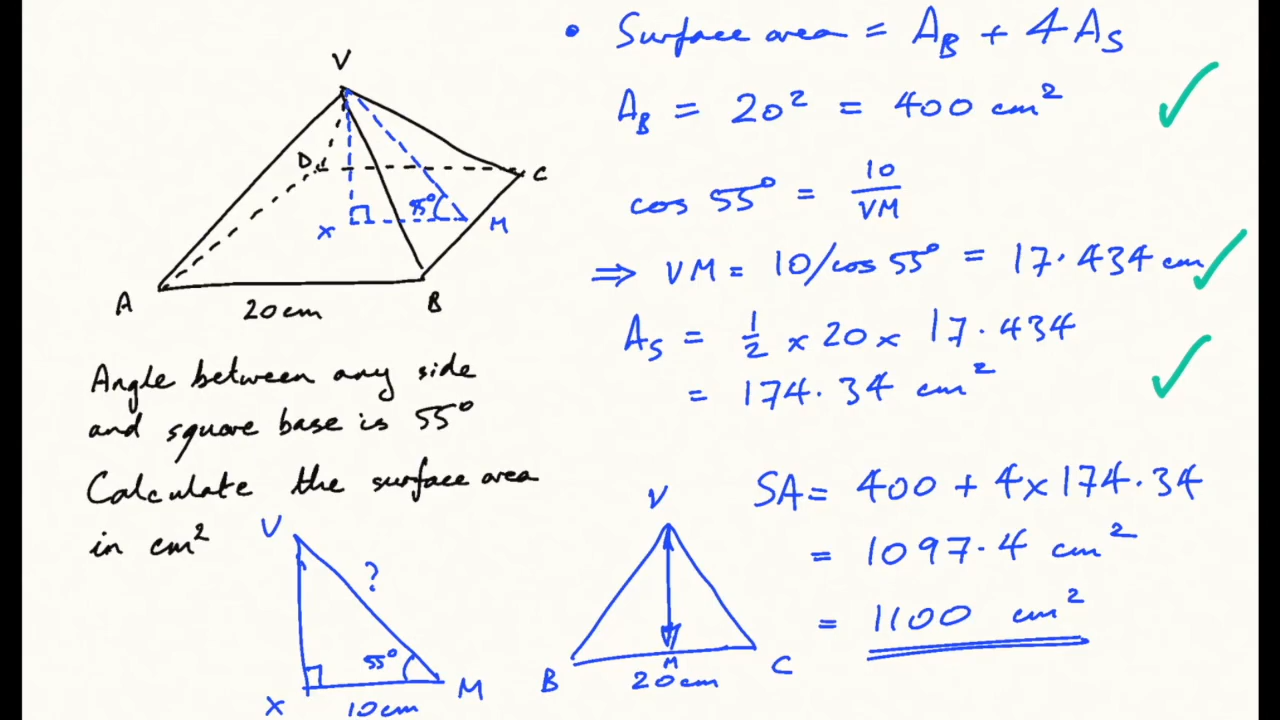 • Surface area = A_B + 4A_S
A_B = 20² = 400 cm²
cos 55° = 10/VM
⇒ VM = 10/cos 55° = 17.434 cm
A_S = ½ × 20 × 17.434
= 174.34 cm²
V
D
C
55°
X
M
A
B
20cm
Angle between any side
and square base is 55°
Calculate the surface area
in cm²
V
?
55°
X
M
10cm
V
B
M
C
20cm
SA = 400 + 4×174.34
= 1097.4 cm²
= 1100 cm²